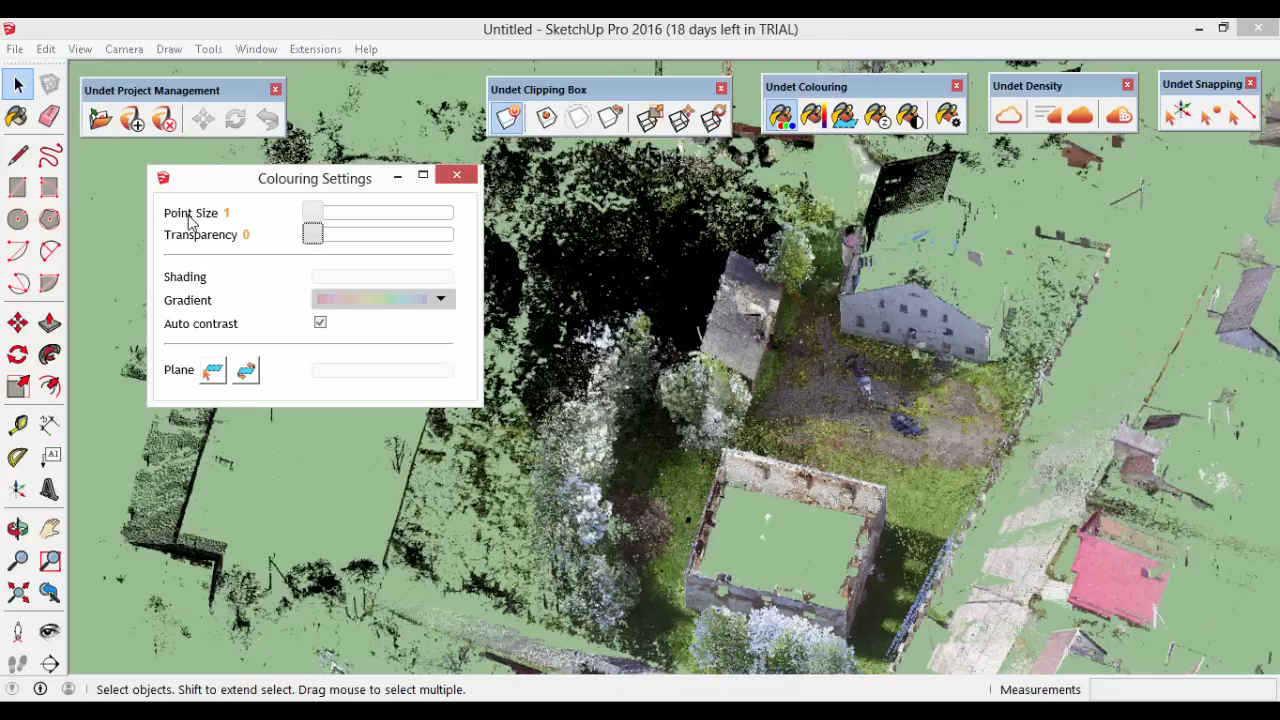 Untitled - SketchUp Pro 2016 (18 days left in TRIAL)
File Edit View Camera Draw Tools Window Extensions Help
Undet Project Management
Undet Clipping Box
Undet Colouring
Undet Density
Undet Snapping
Colouring Settings
Point Size 1
Transparency 0
Shading
Gradient
Auto contrast
Plane
A1
Select objects. Shift to extend select. Drag mouse to select multiple.
Measurements